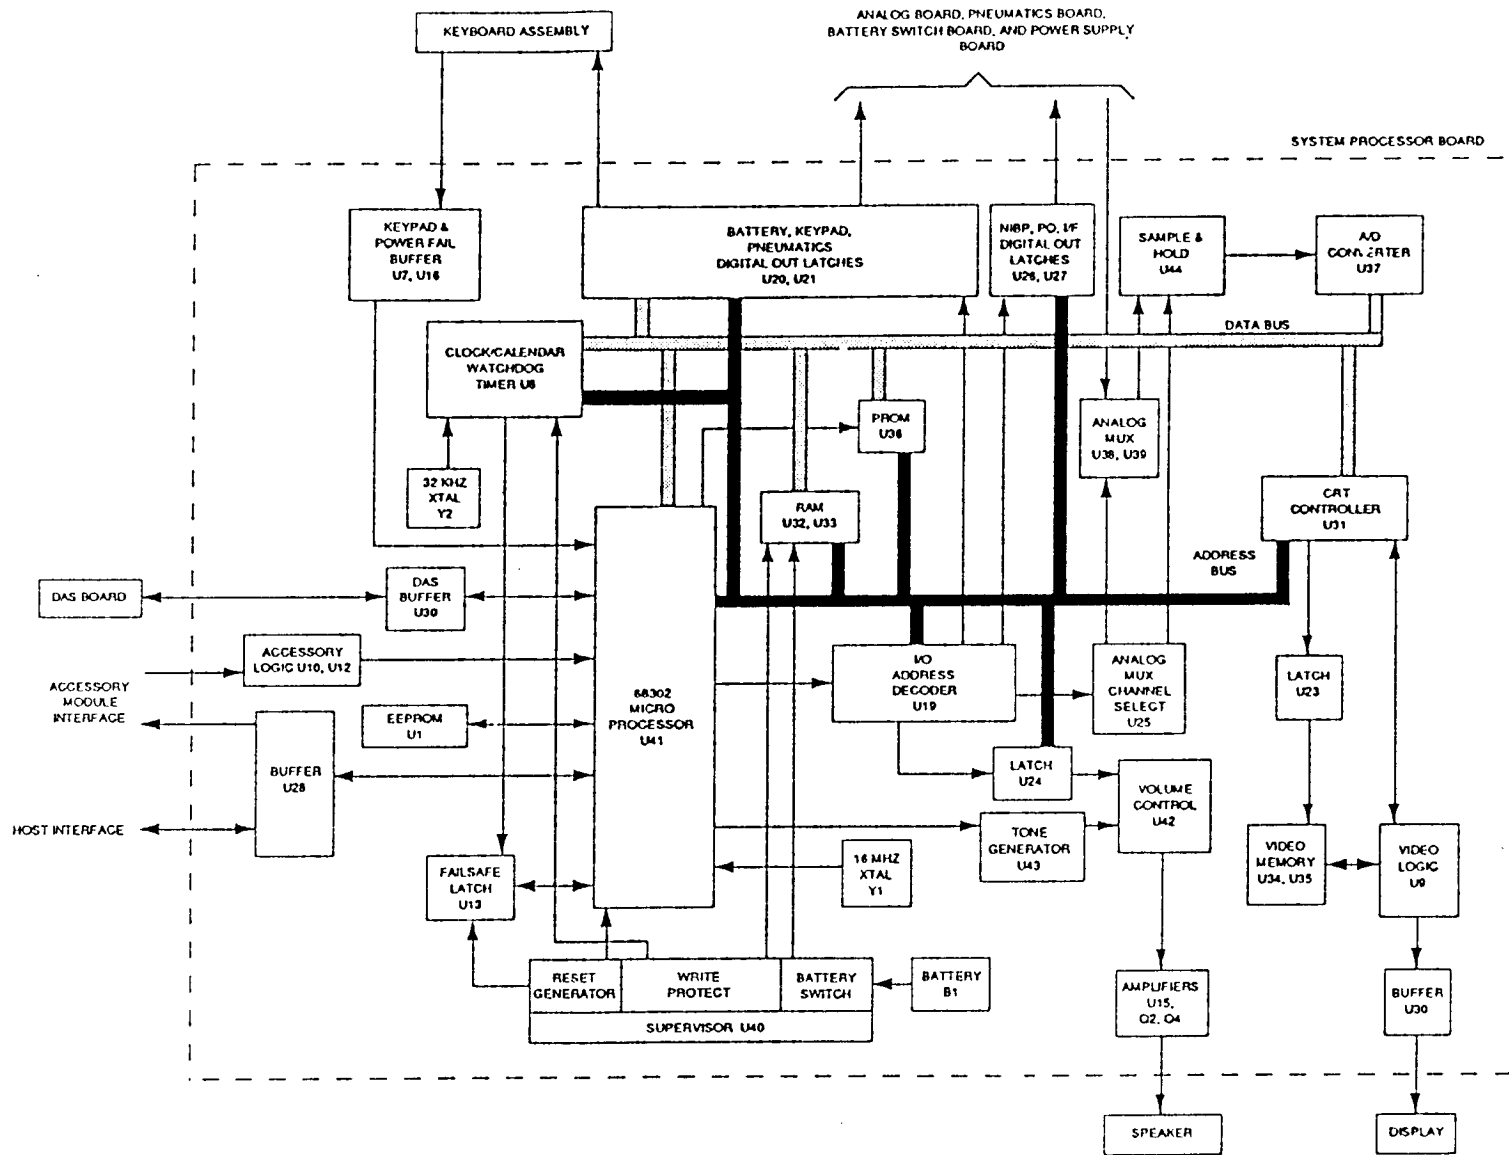 ANALOG BOARD, PNEUMATICS BOARD,
BATTERY SWITCH BOARD, AND POWER SUPPLY
BOARD
KEYBOARD ASSEMBLY
SYSTEM PROCESSOR BOARD
KEYPAD &
POWER FAIL
BUFFER
U7, U16
BATTERY, KEYPAD,
PNEUMATICS
DIGITAL OUT LATCHES
U20, U21
NIBP, PO, I/F
DIGITAL OUT
LATCHES
U26, U27
SAMPLE &
HOLD
U44
A/D
CONVERTER
U37
DATA BUS
CLOCK/CALENDAR
WATCHDOG
TIMER U8
PROM
U36
ANALOG
MUX
U38, U39
32 KHZ
XTAL
Y2
RAM
U32, U33
CRT
CONTROLLER
U31
ADDRESS
BUS
DAS BOARD
DAS
BUFFER
U30
ACCESSORY
LOGIC U10, U12
ACCESSORY
MODULE
INTERFACE
EEPROM
U1
68302
MICRO
PROCESSOR
U41
I/O
ADDRESS
DECODER
U19
ANALOG
MUX
CHANNEL
SELECT
U25
LATCH
U23
BUFFER
U28
LATCH
U24
VOLUME
CONTROL
U42
HOST INTERFACE
TONE
GENERATOR
U43
FAILSAFE
LATCH
U13
16 MHZ
XTAL
Y1
VIDEO
MEMORY
U34, U35
VIDEO
LOGIC
U9
RESET
GENERATOR
WRITE
PROTECT
BATTERY
SWITCH
SUPERVISOR U40
BATTERY
B1
AMPLIFIERS
U15,
Q2, Q4
BUFFER
U30
SPEAKER
DISPLAY